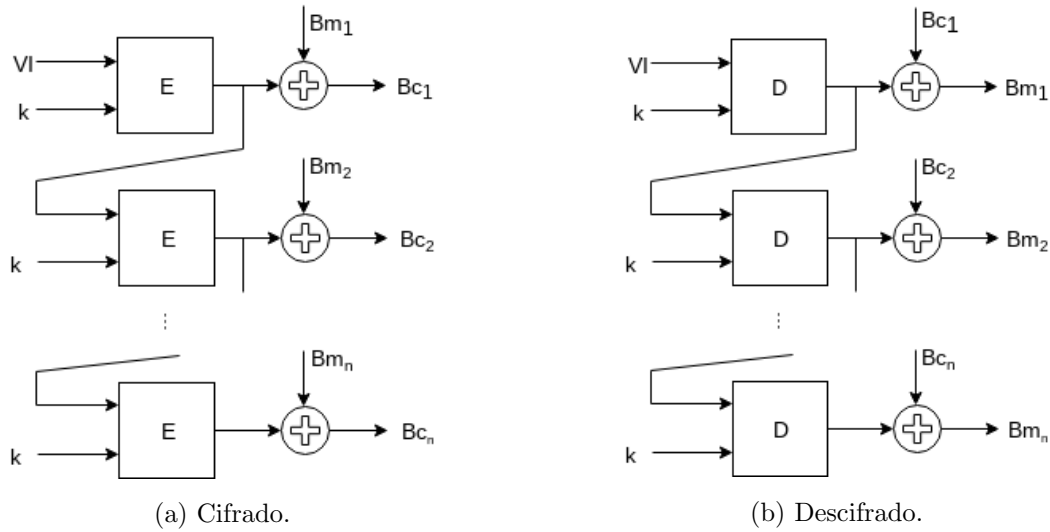 Bm1
VI
E
Bc1
k
Bm2
E
Bc2
k
Bmn
E
Bcn
k
(a) Cifrado.
Bc1
VI
D
Bm1
k
Bc2
D
Bm2
k
Bcn
D
Bmn
k
(b) Descifrado.